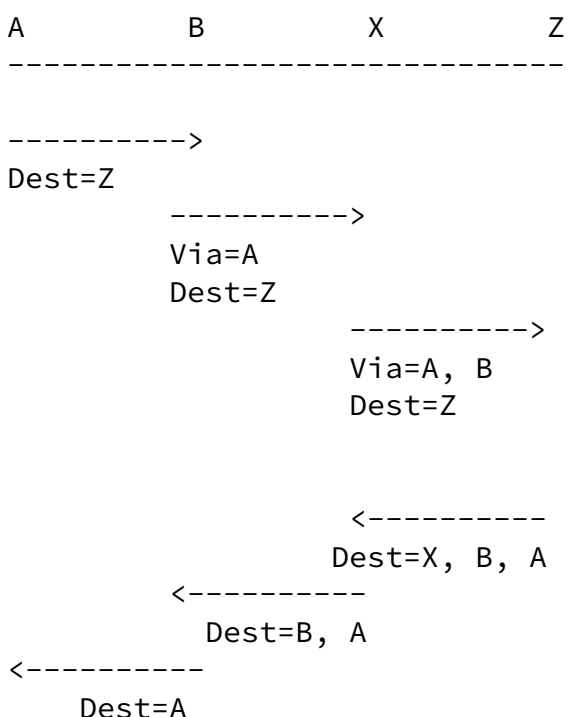 A B X Z
-------------------------------
---------->
Dest=Z
---------->
Via=A
Dest=Z
---------->
Via=A, B
Dest=Z
<----------
Dest=X, B, A
<----------
Dest=B, A
<----------
Dest=A